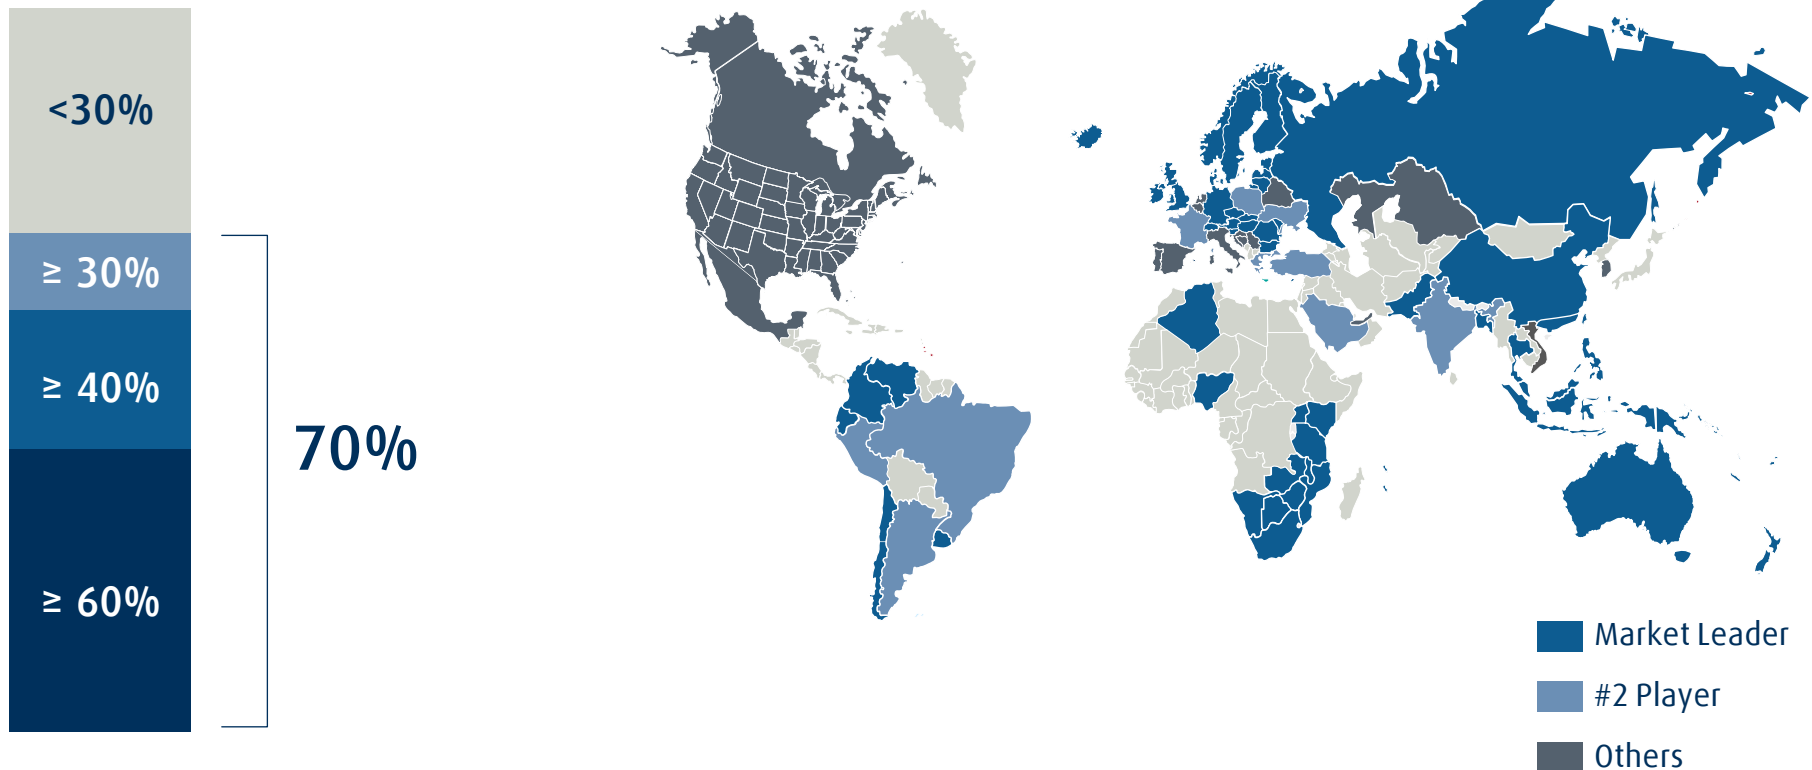 <30%
≥ 30%
≥ 40%
70%
≥ 60%
Market Leader
#2 Player
Others